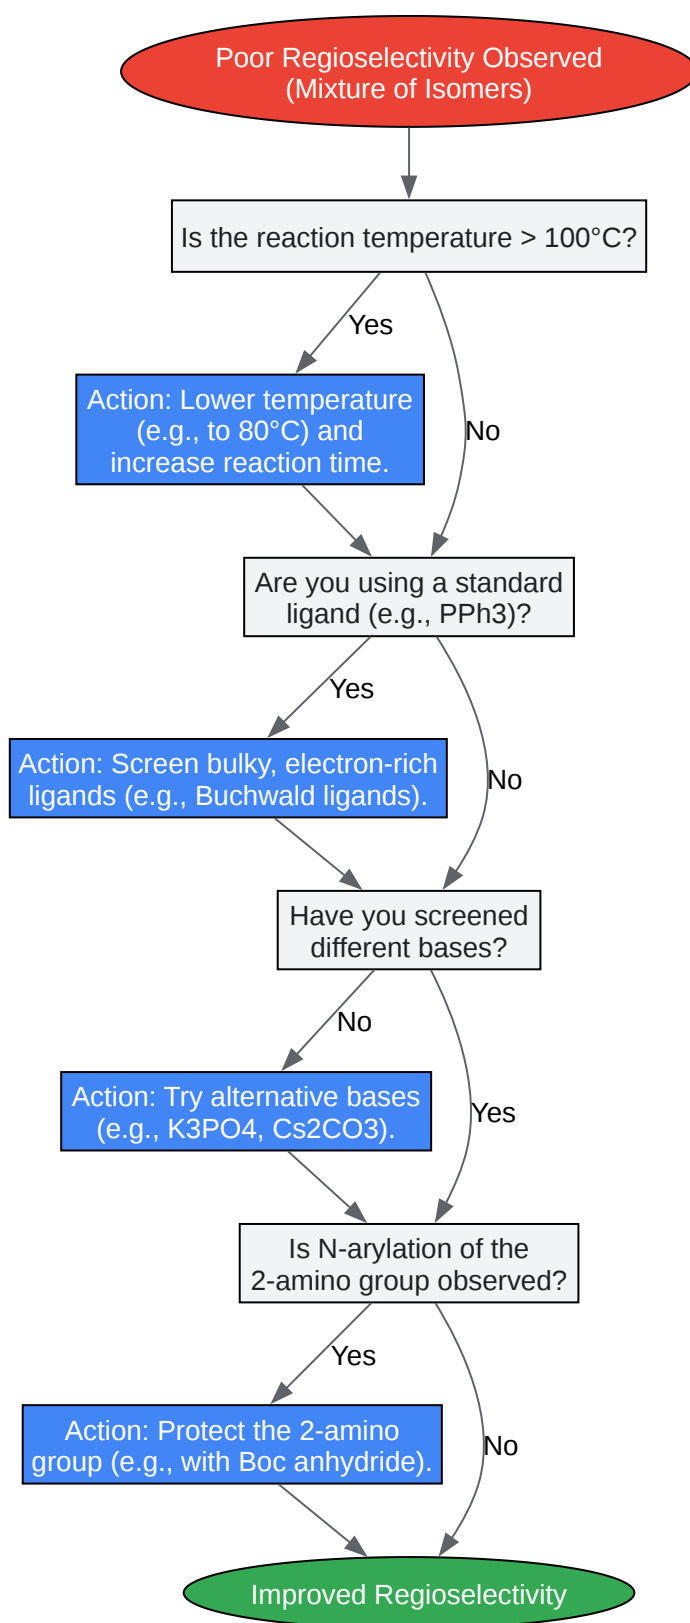 Poor Regioselectivity Observed
(Mixture of Isomers)
Is the reaction temperature > 100°C?
Yes
Action: Lower temperature
(e.g., to 80°C) and
increase reaction time.
No
Are you using a standard
ligand (e.g., PPh3)?
Yes
Action: Screen bulky, electron-rich
ligands (e.g., Buchwald ligands).
No
Have you screened
different bases?
No
Action: Try alternative bases
(e.g., K3PO4, Cs2CO3).
Yes
Is N-arylation of the
2-amino group observed?
Yes
Action: Protect the 2-amino
group (e.g., with Boc anhydride).
No
Improved Regioselectivity